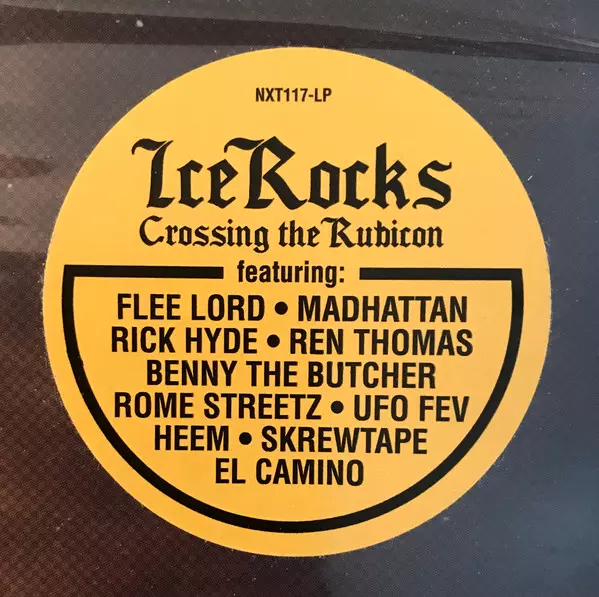 NXT117-LP
IceRocks
Crossing the Rubicon
featuring:
FLEE LORD • MADHATTAN
RICK HYDE • REN THOMAS
BENNY THE BUTCHER
ROME STREETZ • UFO FEV
HEEM • SKREWTAPE
EL CAMINO